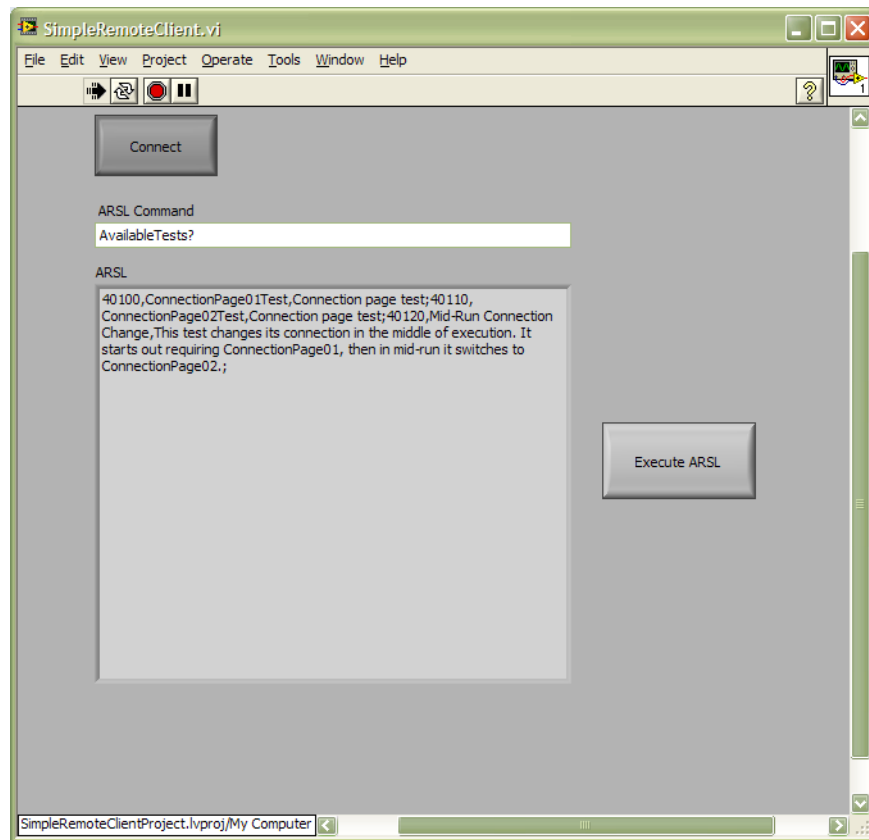 SimpleRemoteClient.vi
File Edit View Project Operate Tools Window Help
1
Connect
ARSL Command
AvailableTests?
ARSL
40100,ConnectionPage01Test,Connection page test;40110,
ConnectionPage02Test,Connection page test;40120,Mid-Run Connection
Change,This test changes its connection in the middle of execution. It
starts out requiring ConnectionPage01, then in mid-run it switches to
ConnectionPage02.;
Execute ARSL
SimpleRemoteClientProject.lvproj/My Computer